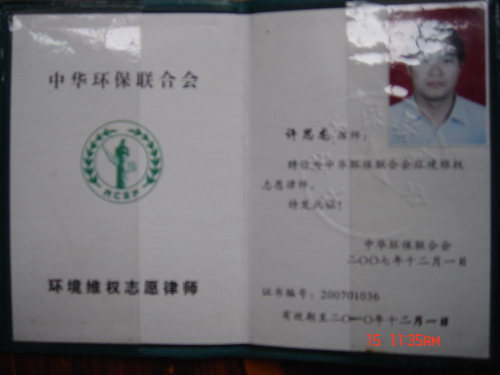 中华环保联合会
环境维权志愿律师
许思龙 律师:
聘任为中华环保联合会环境维权
志愿律师。
特发此证!
中华环保联合会
二〇〇七年十二月一日
证书编号: 200701036
有效期至二〇一〇年十二月一日
15 11:35AM